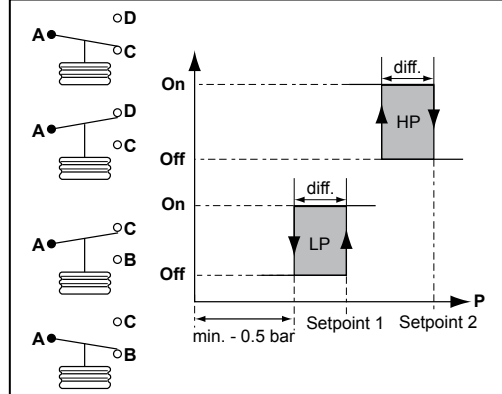 D
A
C
D
A
C
C
A
B
C
A
B
diff.
On
HP
Off
diff.
On
LP
Off
P
Setpoint 1
Setpoint 2
min. - 0.5 bar